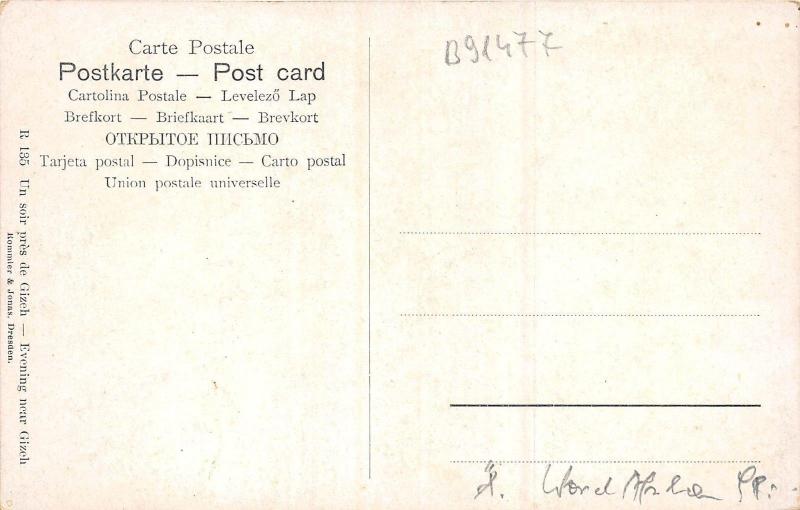 Carte Postale
Postkarte — Post card
Cartolina Postale — Levelező Lap
Brefkort — Briefkaart — Brevkort
ОТКРЫТОЕ ПИСЬМО
Tarjeta postal — Dopisnice — Carto postal
Union postale universelle
R 135 Un soir près de Gizeh — Evening near Gizeh
Rommler & Jonas, Dresden.
B91477